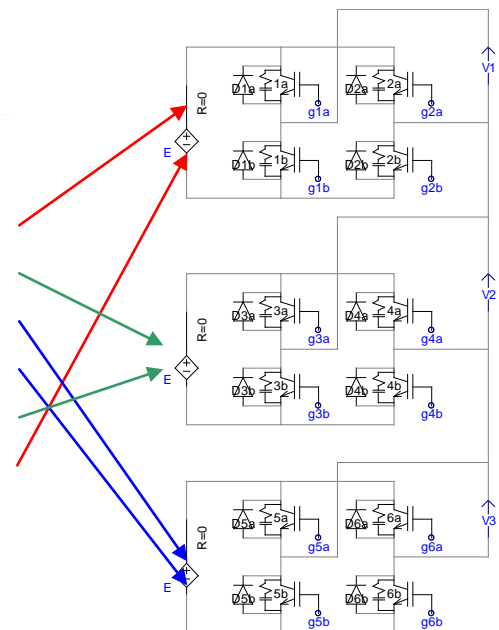 V1
R=0
D1a 1a D2a 2a
g1a g2a
+
−
E
D1b 1b D2b 2b
g1b g2b
V2
R=0
D3a 3a D4a 4a
g3a g4a
+
−
E
D3b 3b D4b 4b
g3b g4b
V3
R=0
D5a 5a D6a 6a
g5a g6a
+
−
E
D5b 5b D6b 6b
g5b g6b